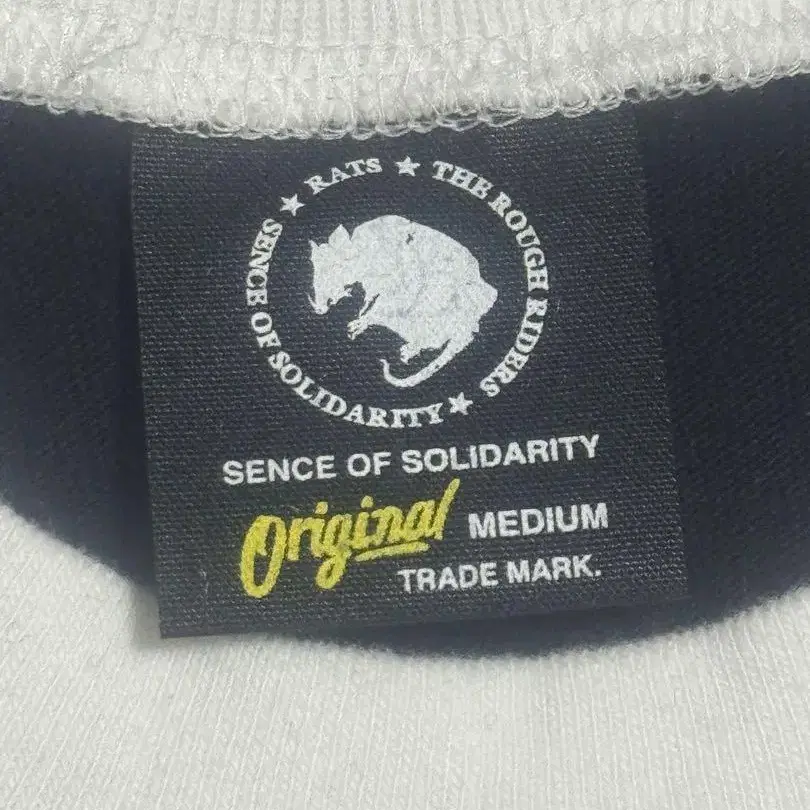 RATS ★ THE ROUGH RIDERS ★ SENCE OF SOLIDARITY ★
SENCE OF SOLIDARITY
Original MEDIUM
TRADE MARK.